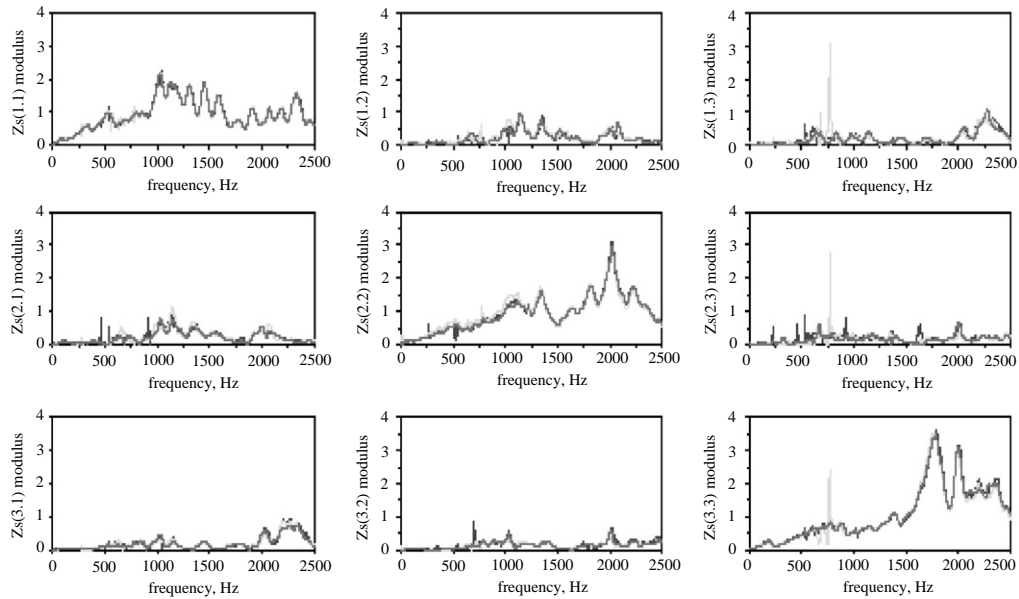 4
3
2
1
0
Zs(1.1) modulus
0 500 1000 1500 2000 2500
frequency, Hz
4
3
2
1
0
Zs(1.2) modulus
0 500 1000 1500 2000 2500
frequency, Hz
4
3
2
1
0
Zs(1.3) modulus
0 500 1000 1500 2000 2500
frequency, Hz
4
3
2
1
0
Zs(2.1) modulus
0 500 1000 1500 2000 2500
frequency, Hz
4
3
2
1
0
Zs(2.2) modulus
0 500 1000 1500 2000 2500
frequency, Hz
4
3
2
1
0
Zs(2.3) modulus
0 500 1000 1500 2000 2500
frequency, Hz
4
3
2
1
0
Zs(3.1) modulus
0 500 1000 1500 2000 2500
frequency, Hz
4
3
2
1
0
Zs(3.2) modulus
0 500 1000 1500 2000 2500
frequency, Hz
4
3
2
1
0
Zs(3.3) modulus
0 500 1000 1500 2000 2500
frequency, Hz